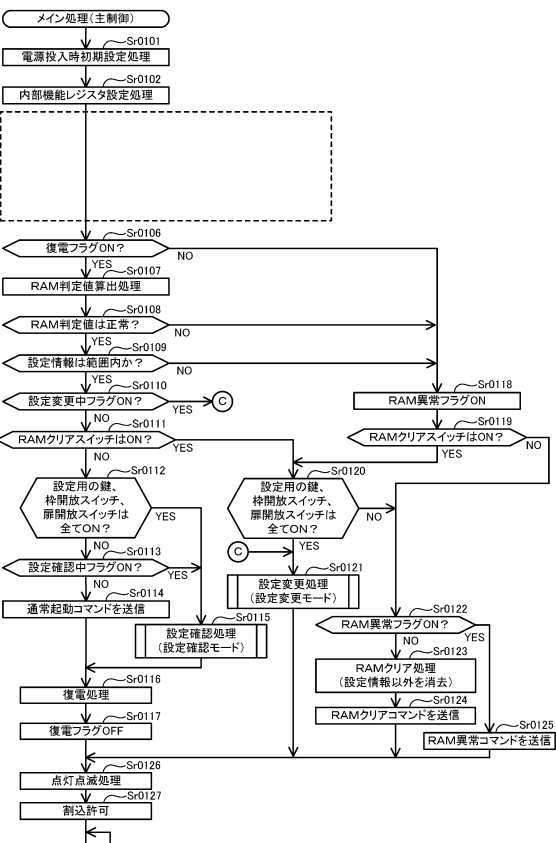 メイン処理(主制御)
Sr0101
電源投入時初期設定処理
Sr0102
内部機能レジスタ設定処理
Sr0106
復電フラグON?
NO
YES
Sr0107
RAM判定値算出処理
Sr0108
RAM判定値は正常?
NO
YES
Sr0109
設定情報は範囲内か?
NO
YES
Sr0110
設定変更中フラグON?
YES
C
NO
Sr0118
RAM異常フラグON
Sr0111
RAMクリアスイッチはON?
YES
NO
Sr0119
RAMクリアスイッチはON?
NO
YES
Sr0112
設定用の鍵、
枠開放スイッチ、
扉開放スイッチは
全てON?
YES
NO
Sr0120
設定用の鍵、
枠開放スイッチ、
扉開放スイッチは
全てON?
NO
YES
C
Sr0113
設定確認中フラグON?
YES
NO
Sr0121
設定変更処理
(設定変更モード)
Sr0114
通常起動コマンドを送信
Sr0115
設定確認処理
(設定確認モード)
Sr0122
RAM異常フラグON?
YES
NO
Sr0123
RAMクリア処理
(設定情報以外を消去)
Sr0116
復電処理
Sr0124
RAMクリアコマンドを送信
Sr0117
復電フラグOFF
Sr0125
RAM異常コマンドを送信
Sr0126
点灯点滅処理
Sr0127
割込許可